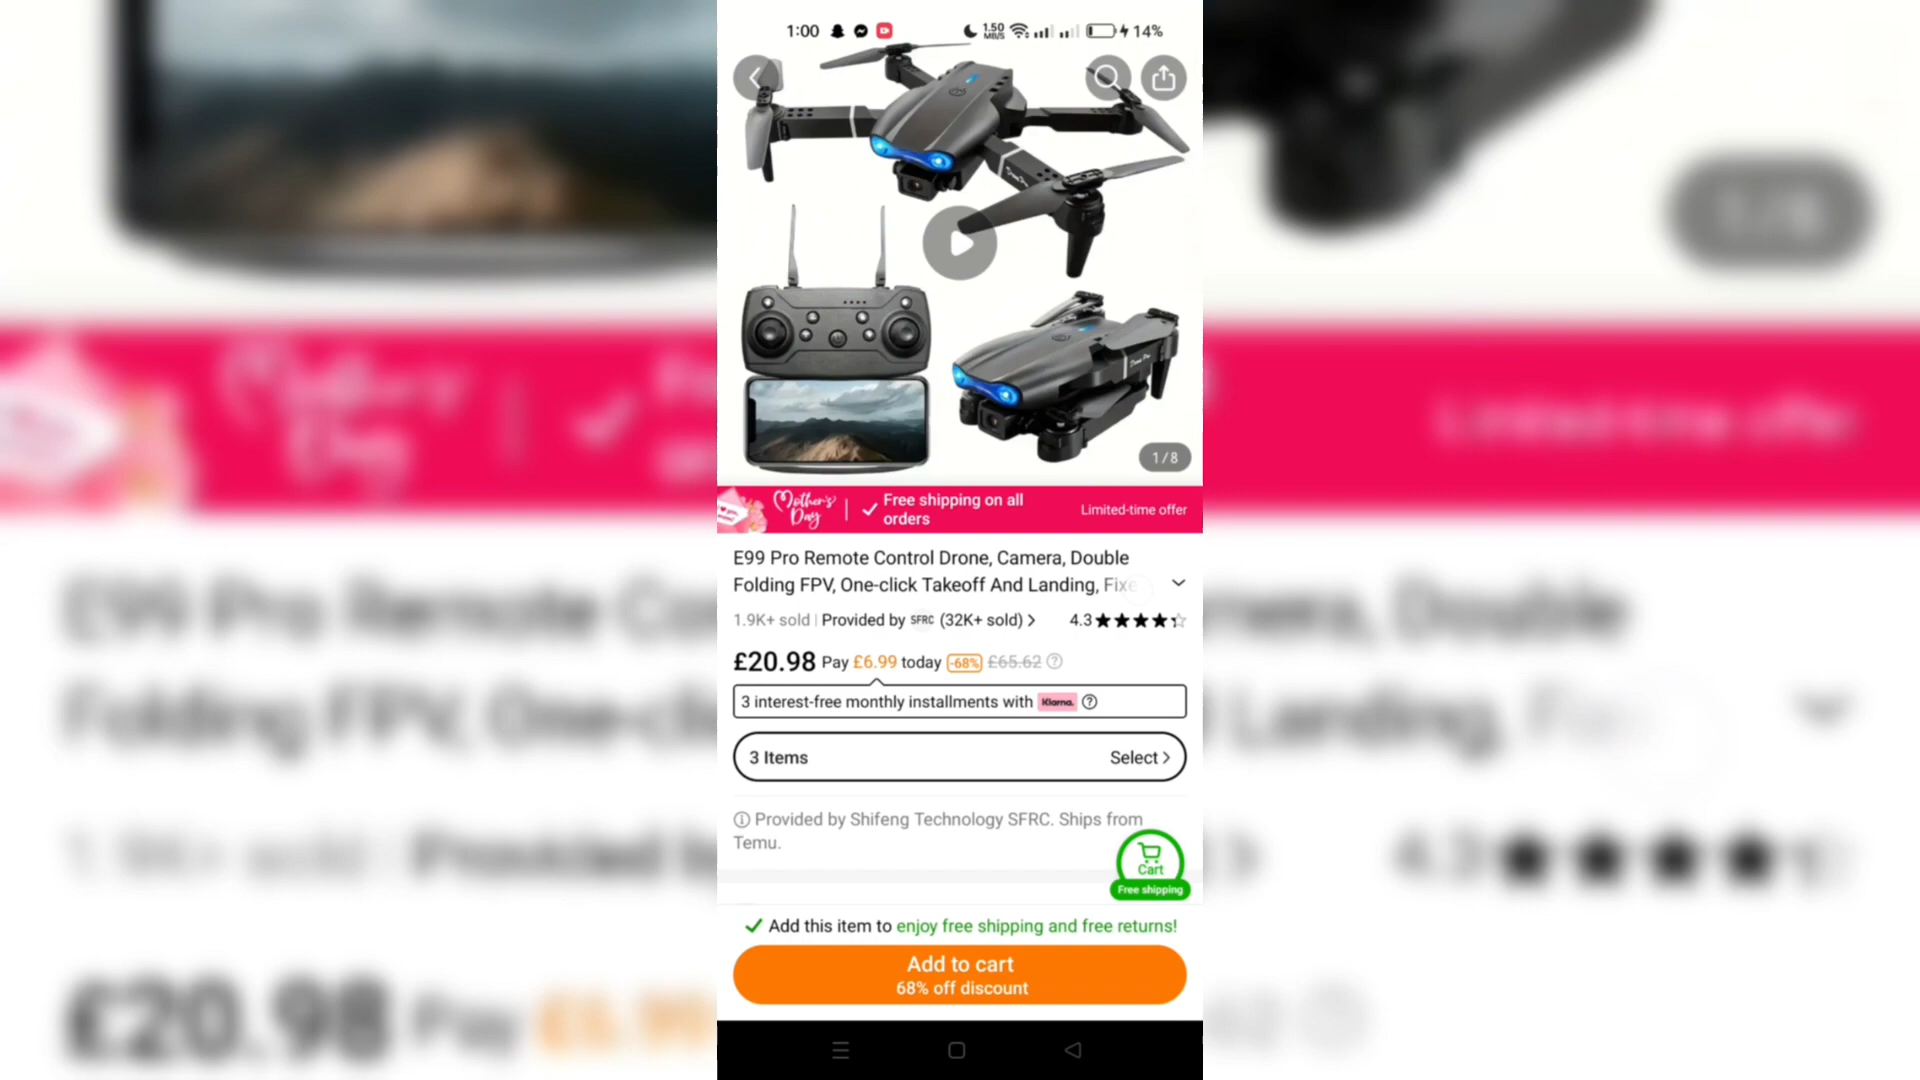 1:00
1.50
MB/S
14%
1/8
Mother's
Day
Free shipping on all
orders
Limited-time offer
E99 Pro Remote Control Drone, Camera, Double
Folding FPV, One-click Takeoff And Landing, Fixe
1.9K+ sold | Provided by SFRC (32K+ sold) >
4.3
£20.98 Pay £6.99 today -68% £65.62
3 interest-free monthly installments with Klarna.
3 Items
Select >
Provided by Shifeng Technology SFRC. Ships from
Temu.
Cart
Free shipping
Add this item to enjoy free shipping and free returns!
Add to cart
68% off discount